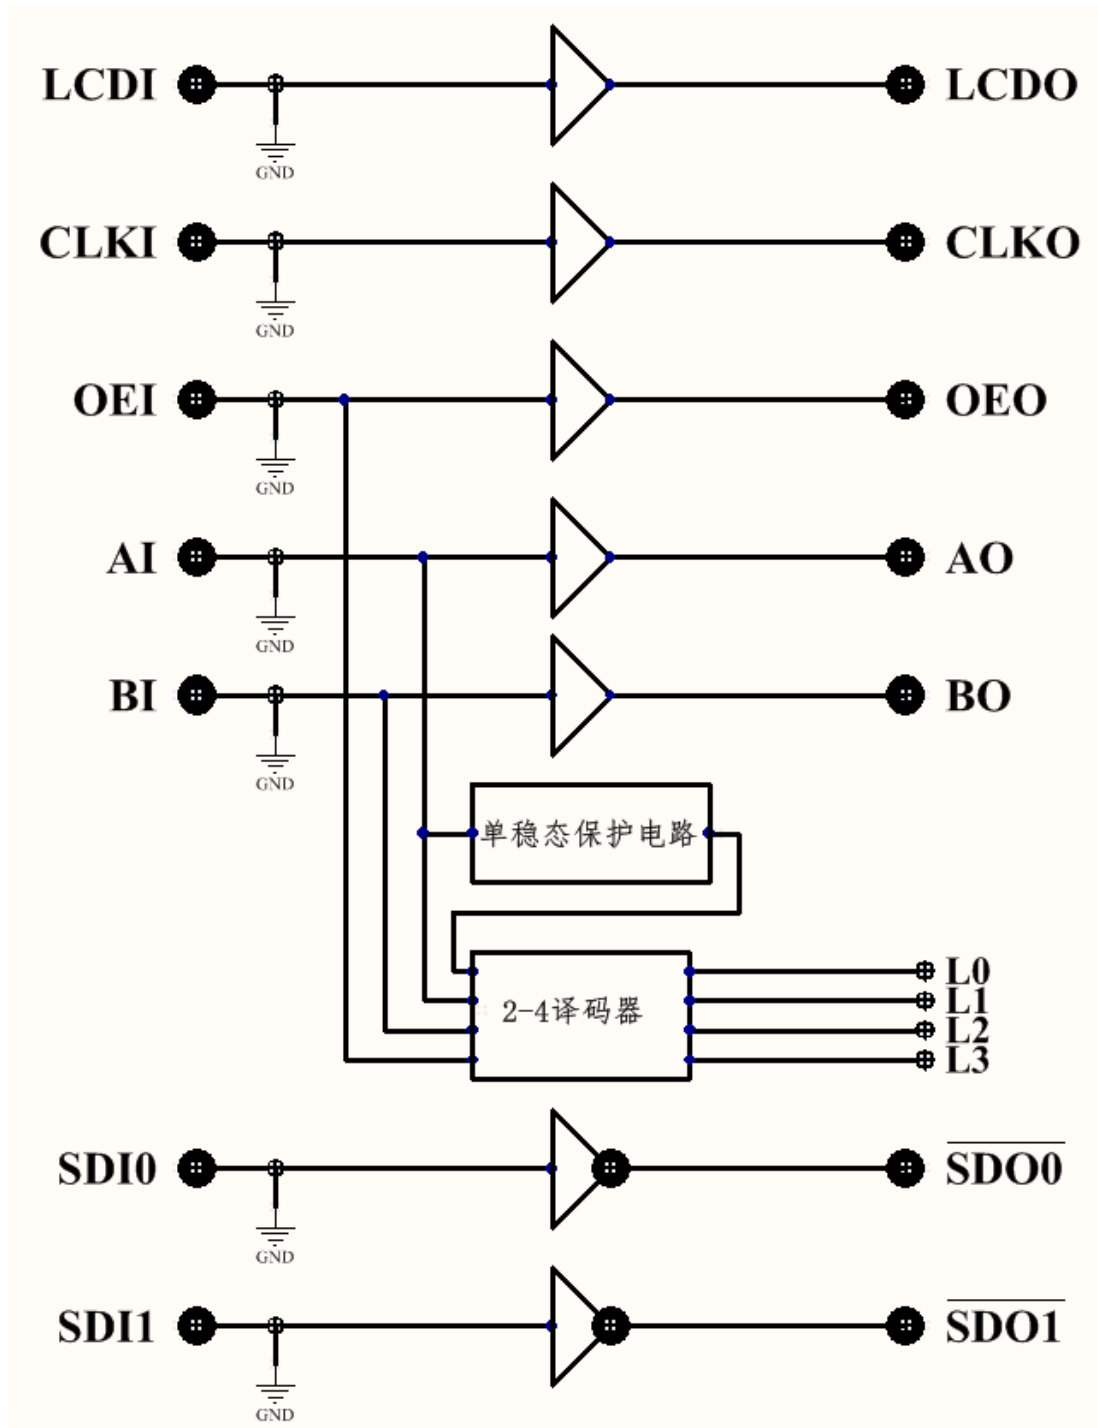 LCDI LCDO
GND
CLKI CLKO
GND
OEI OEO
GND
AI AO
GND
BI BO
GND
单稳态保护电路
L0
2-4译码器 L1
L2
L3
SDI0 SDO0
GND
SDI1 SDO1
GND